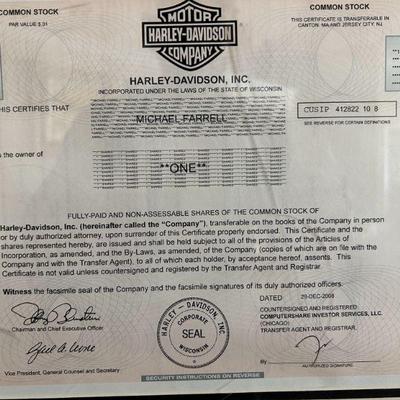 COMMON STOCK
PAR VALUE $.01
MOTOR
HARLEY-DAVIDSON
COMPANY
COMMON STOCK
THIS CERTIFICATE IS TRANSFERABLE IN
CANTON, MA AND JERSEY CITY, NJ
HARLEY-DAVIDSON, INC.
INCORPORATED UNDER THE LAWS OF THE STATE OF WISCONSIN
THIS CERTIFIES THAT
MICHAEL FARRELL
CUSIP 412822 10 8
SEE REVERSE FOR CERTAIN DEFINITIONS
is the owner of
**ONE**
FULLY-PAID AND NON-ASSESSABLE SHARES OF THE COMMON STOCK OF
Harley-Davidson, Inc. (hereinafter called the "Company"), transferable on the books of the Company in person
or by duly authorized attorney, upon surrender of this Certificate properly endorsed. This Certificate and the
shares represented hereby, are issued and shall be held subject to all of the provisions of the Articles of
Incorporation, as amended, and the By-Laws, as amended, of the Company (copies of which are on file with the
Company and with the Transfer Agent), to all of which each holder, by acceptance hereof, assents. This
Certificate is not valid unless countersigned and registered by the Transfer Agent and Registrar.
Witness the facsimile seal of the Company and the facsimile signatures of its duly authorized officers.
Chairman and Chief Executive Officer
Vice President, General Counsel and Secretary
HARLEY-DAVIDSON, INC.
CORPORATE
SEAL
WISCONSIN
DATED 29-DEC-2008
COUNTERSIGNED AND REGISTERED
COMPUTERSHARE INVESTOR SERVICES, LLC.
(CHICAGO)
TRANSFER AGENT AND REGISTRAR,
By
AUTHORIZED SIGNATURE
SECURITY INSTRUCTIONS ON REVERSE